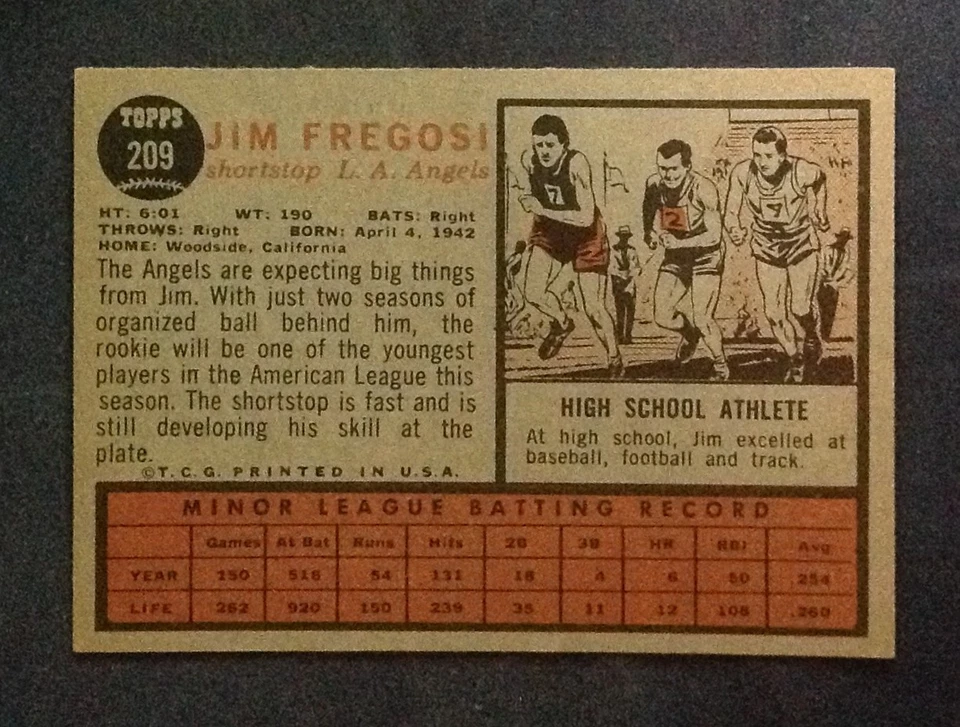 TOPPS
209
JIM FREGOSI
shortstop L. A. Angels
HT: 6:01 WT: 190 BATS: Right
THROWS: Right BORN: April 4, 1942
HOME: Woodside, California
The Angels are expecting big things
from Jim. With just two seasons of
organized ball behind him, the
rookie will be one of the youngest
players in the American League this
season. The shortstop is fast and is
still developing his skill at the
plate.
©T.C.G. PRINTED IN U.S.A.
7
2
7
HIGH SCHOOL ATHLETE
At high school, Jim excelled at
baseball, football and track.
MINOR LEAGUE BATTING RECORD
Games At Bat Runs Hits 2B 3B HR RBI Avg
YEAR 150 516 54 131 18 4 6 50 254
LIFE 262 920 150 239 35 11 12 108 .260